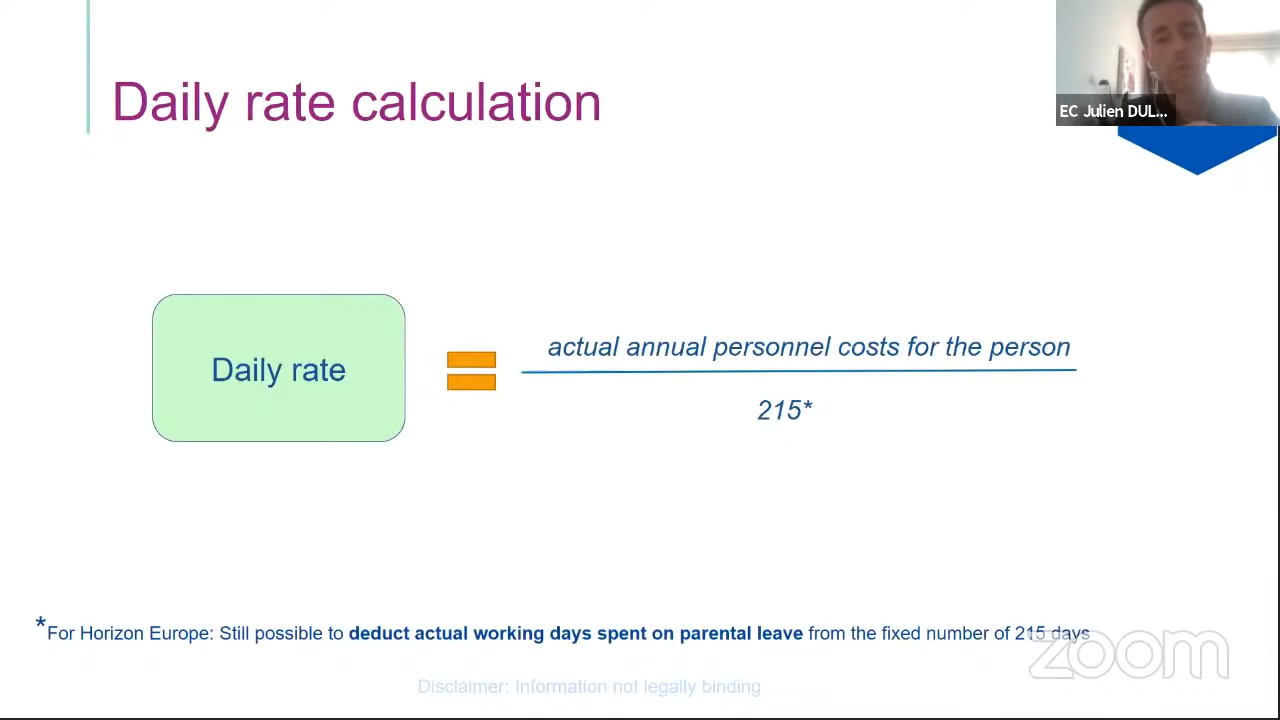 Daily rate calculation
EC Julien DUL...
Daily rate
actual annual personnel costs for the person
215*
*For Horizon Europe: Still possible to deduct actual working days spent on parental leave from the fixed number of 215 days
zoom
Disclaimer: Information not legally binding